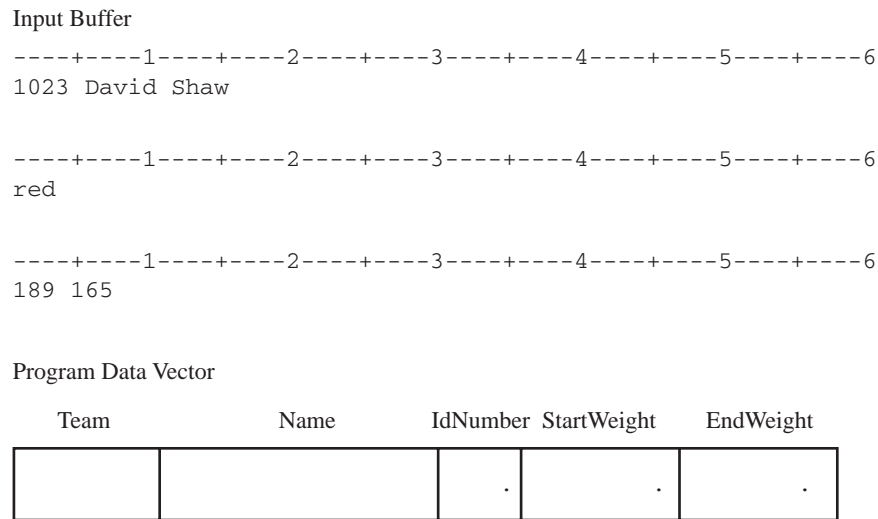 Input Buffer
----+----1----+----2----+----3----+----4----+----5----+----6
1023 David Shaw
----+----1----+----2----+----3----+----4----+----5----+----6
red
----+----1----+----2----+----3----+----4----+----5----+----6
189 165
Program Data Vector
Team Name IdNumber StartWeight EndWeight
. . .